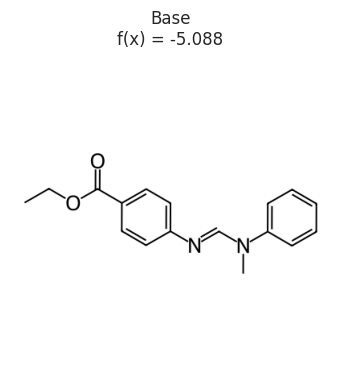 Base
f(x) = -5.088
O
O
N
N